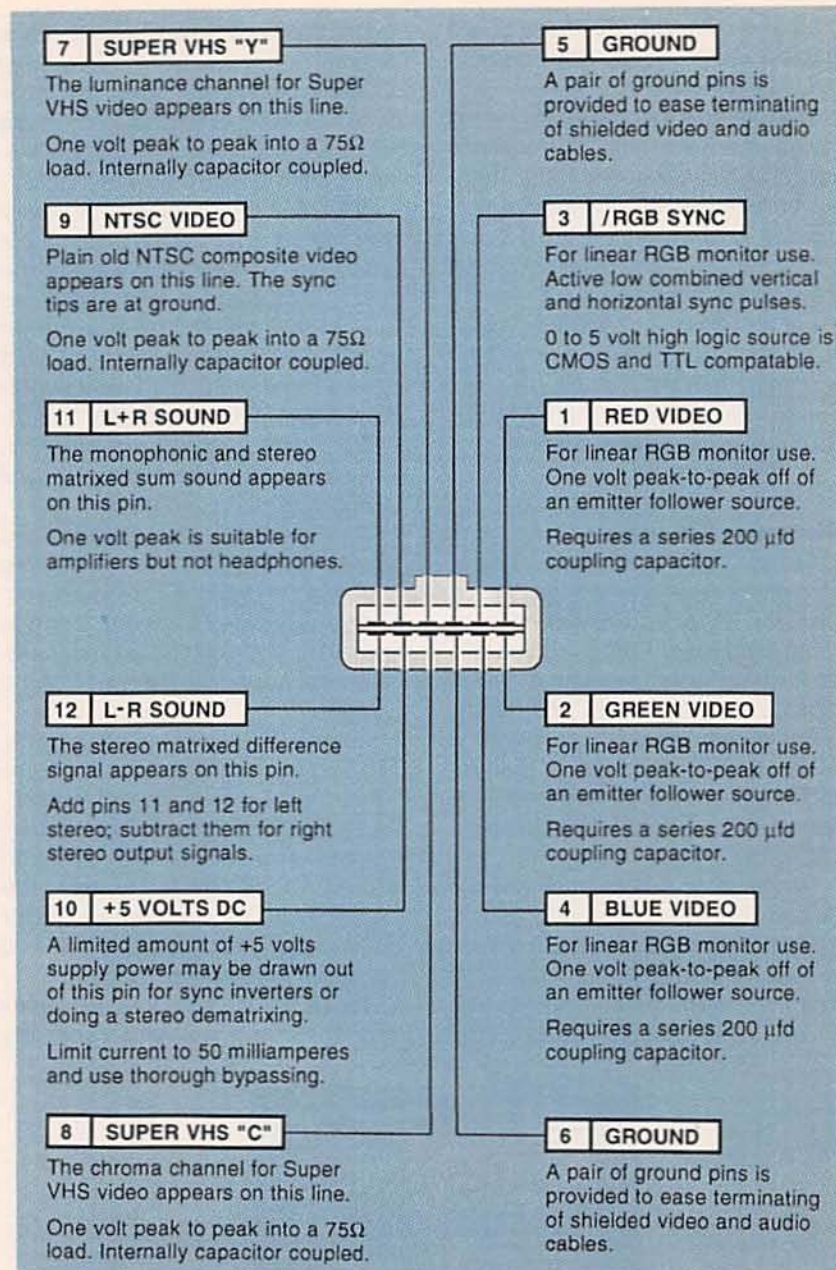 7 SUPER VHS "Y"
The luminance channel for Super
VHS video appears on this line.
One volt peak to peak into a 75Ω
load. Internally capacitor coupled.
9 NTSC VIDEO
Plain old NTSC composite video
appears on this line. The sync
tips are at ground.
One volt peak to peak into a 75Ω
load. Internally capacitor coupled.
11 L+R SOUND
The monophonic and stereo
matrixed sum sound appears
on this pin.
One volt peak is suitable for
amplifiers but not headphones.
12 L-R SOUND
The stereo matrixed difference
signal appears on this pin.
Add pins 11 and 12 for left
stereo; subtract them for right
stereo output signals.
10 +5 VOLTS DC
A limited amount of +5 volts
supply power may be drawn out
of this pin for sync inverters or
doing a stereo dematrixing.
Limit current to 50 milliamperes
and use thorough bypassing.
8 SUPER VHS "C"
The chroma channel for Super
VHS video appears on this line.
One volt peak to peak into a 75Ω
load. Internally capacitor coupled.
5 GROUND
A pair of ground pins is
provided to ease terminating
of shielded video and audio
cables.
3 /RGB SYNC
For linear RGB monitor use.
Active low combined vertical
and horizontal sync pulses.
0 to 5 volt high logic source is
CMOS and TTL compatable.
1 RED VIDEO
For linear RGB monitor use.
One volt peak-to-peak off of
an emitter follower source.
Requires a series 200 µfd
coupling capacitor.
2 GREEN VIDEO
For linear RGB monitor use.
One volt peak-to-peak off of
an emitter follower source.
Requires a series 200 µfd
coupling capacitor.
4 BLUE VIDEO
For linear RGB monitor use.
One volt peak-to-peak off of
an emitter follower source.
Requires a series 200 µfd
coupling capacitor.
6 GROUND
A pair of ground pins is
provided to ease terminating
of shielded video and audio
cables.